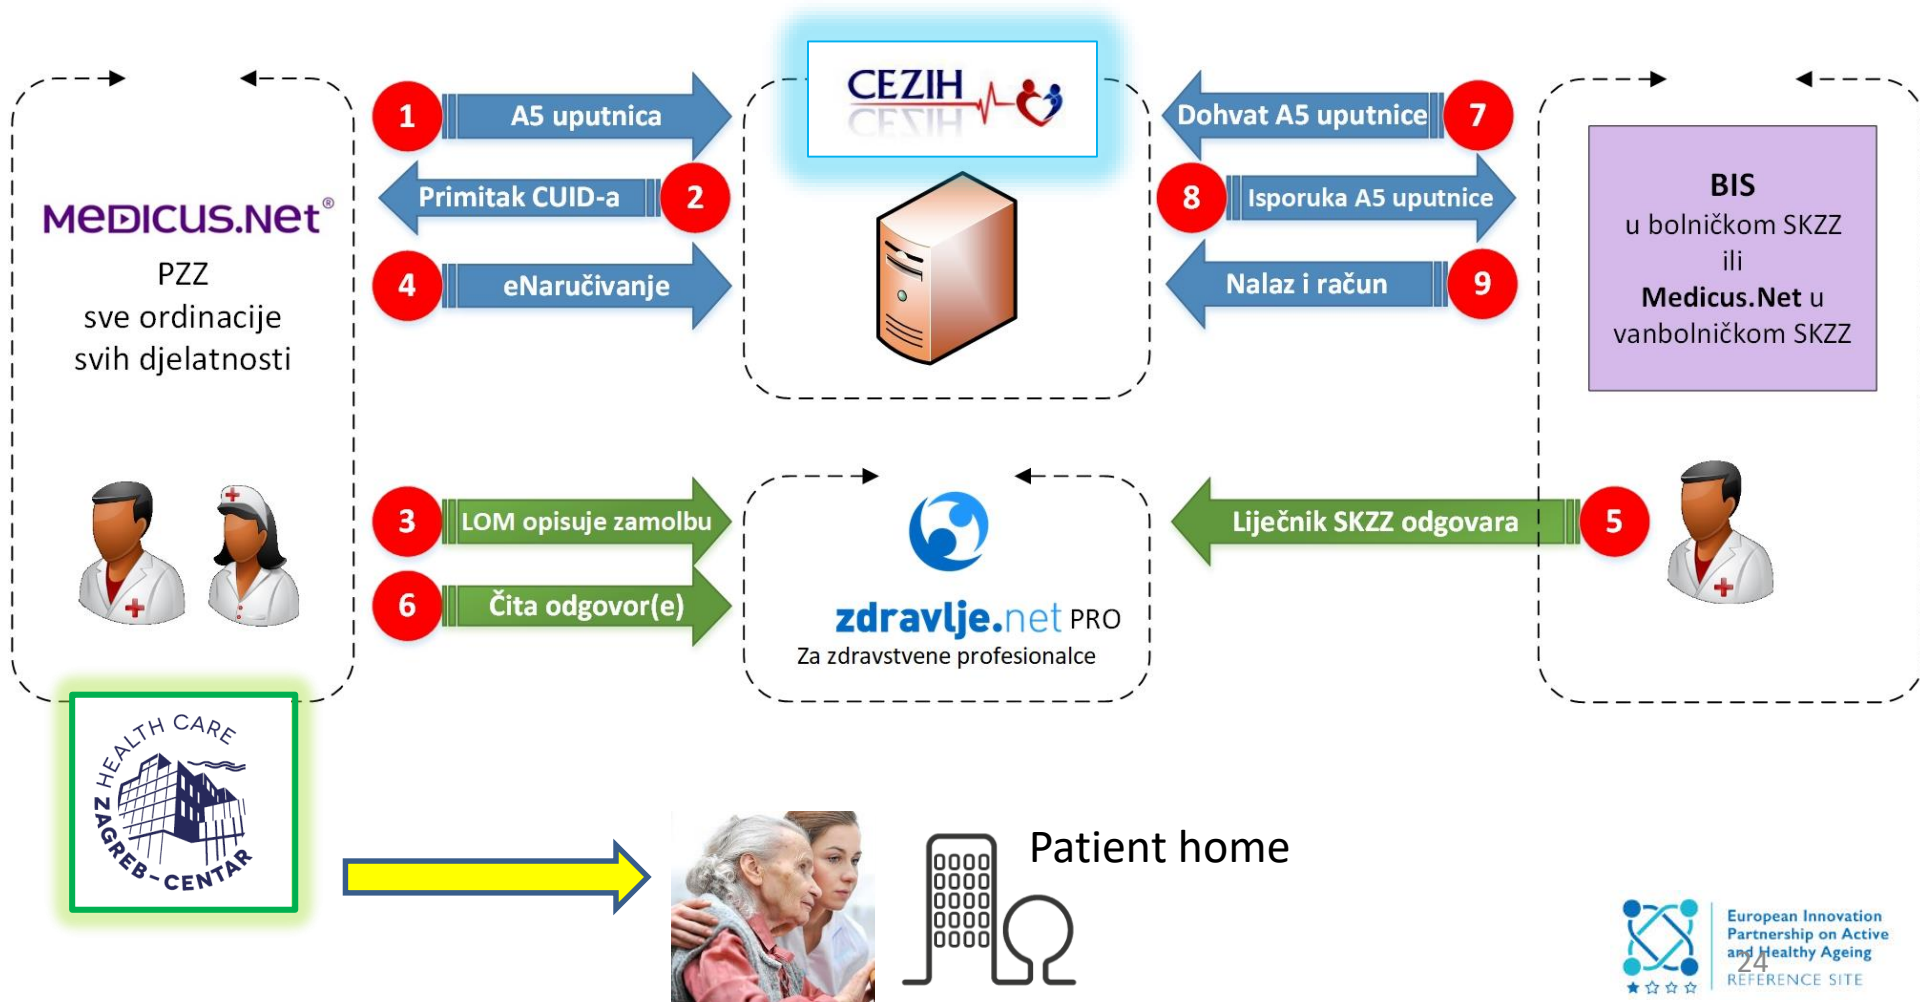 MeDICUS.Net®
PZZ
sve ordinacije
svih djelatnosti
1
A5 uputnica
Primitak CUID-a
2
4
eNaručivanje
CEZIH
Dohvat A5 uputnice
7
8
Isporuka A5 uputnice
Nalaz i račun
9
BIS
u bolničkom SKZZ
ili
Medicus.Net u
vanbolničkom SKZZ
3
LOM opisuje zamolbu
6
Čita odgovor(e)
zdravlje.net PRO
Za zdravstvene profesionalce
Liječnik SKZZ odgovara
5
HEALTH CARE
ZAGREB-CENTAR
Patient home
European Innovation
Partnership on Active
and Healthy Ageing
24
REFERENCE SITE